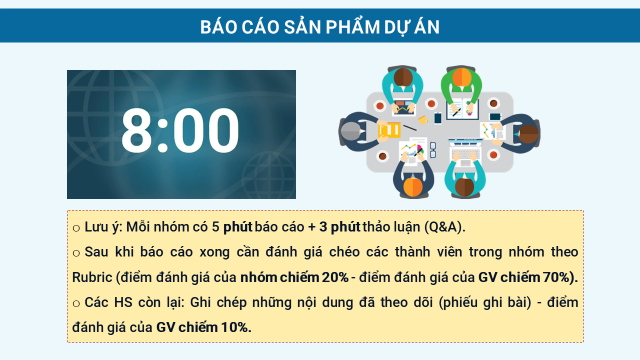 BÁO CÁO SẢN PHẨM DỰ ÁN
8:00
○ Lưu ý: Mỗi nhóm có 5 phút báo cáo + 3 phút thảo luận (Q&A).
○ Sau khi báo cáo xong cần đánh giá chéo các thành viên trong nhóm theo
Rubric (điểm đánh giá của nhóm chiếm 20% - điểm đánh giá của GV chiếm 70%).
○ Các HS còn lại: Ghi chép những nội dung đã theo dõi (phiếu ghi bài) - điểm
đánh giá của GV chiếm 10%.